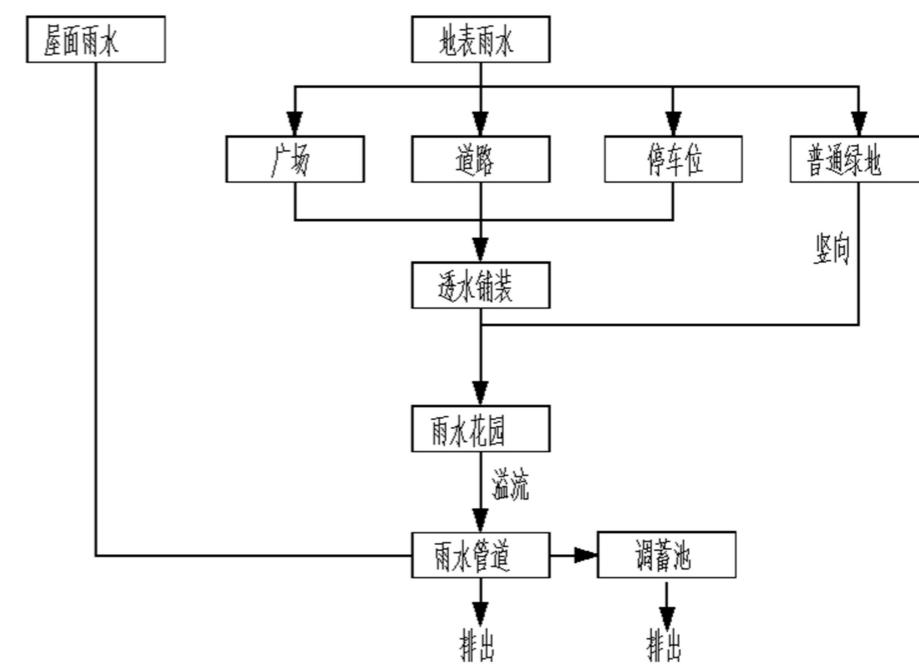 屋面雨水
地表雨水
广场
道路
停车位
普通绿地
竖向
透水铺装
雨水花园
溢流
雨水管道
调蓄池
排出
排出